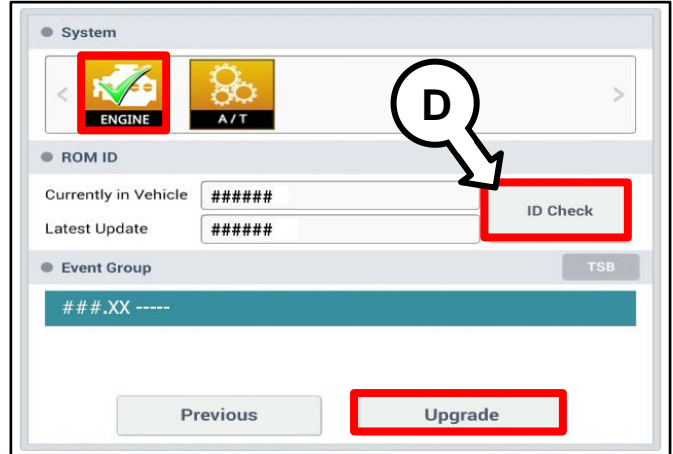 System
<
ENGINE
A/T
D
>
ROM ID
Currently in Vehicle ######
ID Check
Latest Update ######
Event Group
TSB
###.XX -----
Previous
Upgrade